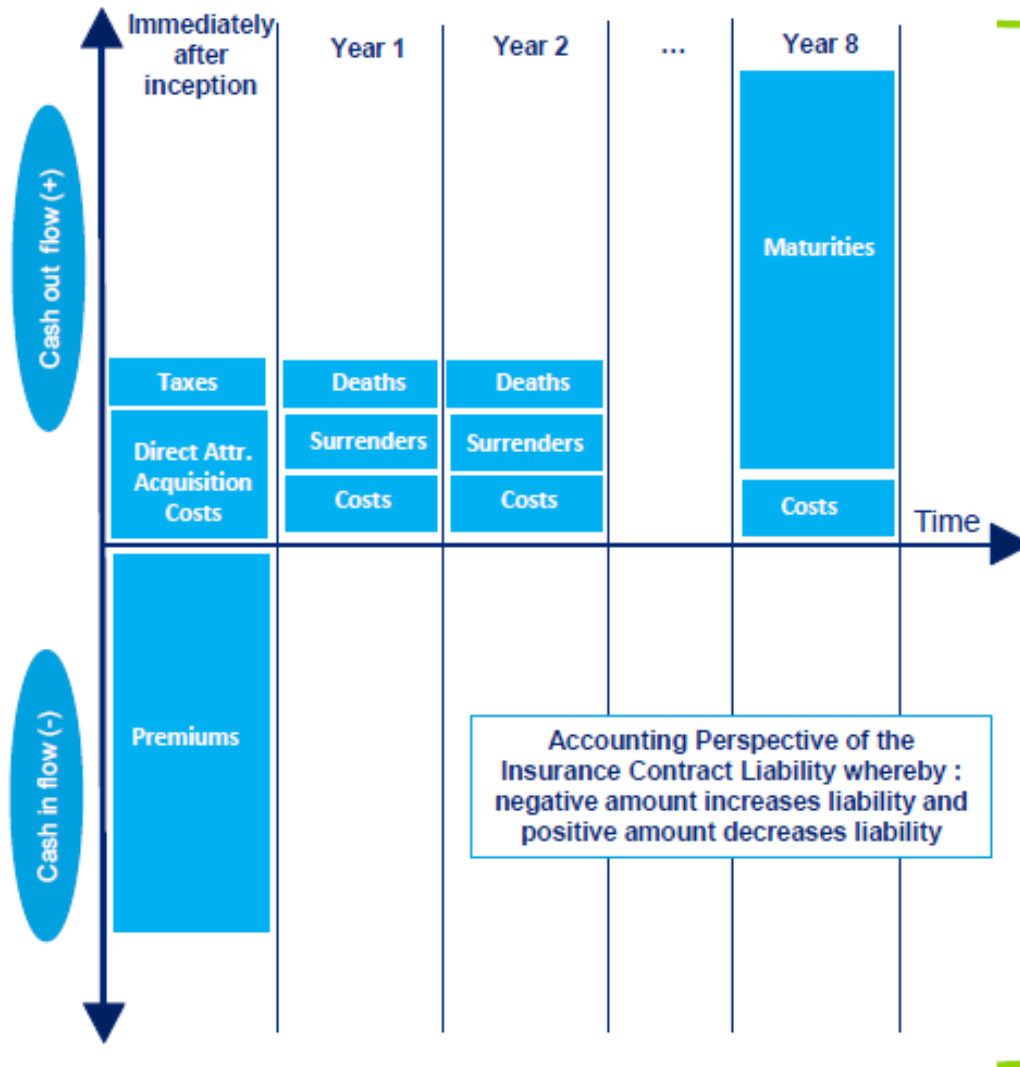 Immediately
after
inception
Year 1
Year 2
...
Year 8
Cash out flow (+)
Maturities
Taxes
Deaths
Deaths
Direct Attr.
Acquisition
Costs
Surrenders
Surrenders
Costs
Costs
Costs
Time
Cash in flow (-)
Premiums
Accounting Perspective of the
Insurance Contract Liability whereby :
negative amount increases liability and
positive amount decreases liability